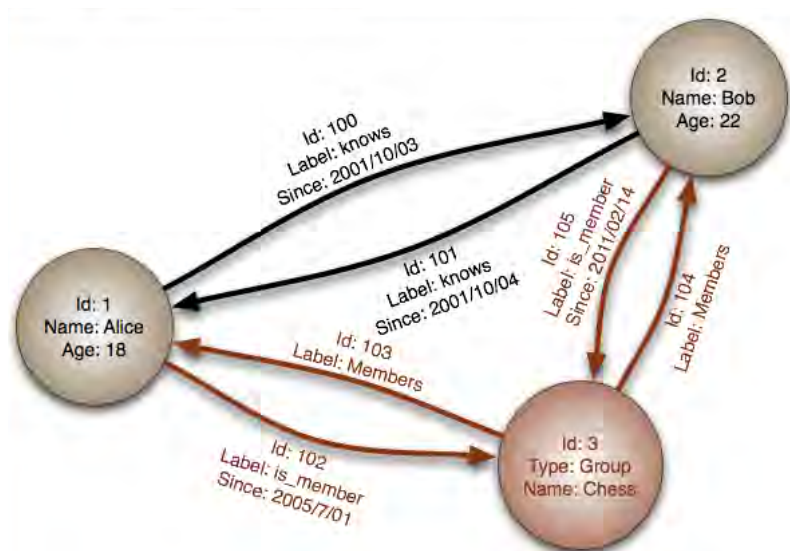 Id: 2
Name: Bob
Age: 22
Id: 100
Label: knows
Since: 2001/10/03
Id: 101
Label: knows
Since: 2001/10/04
Id: 105
Label: is_member
Since: 2011/02/14
Id: 104
Label: Members
Id: 1
Name: Alice
Age: 18
Id: 103
Label: Members
Id: 102
Label: is_member
Since: 2005/7/01
Id: 3
Type: Group
Name: Chess